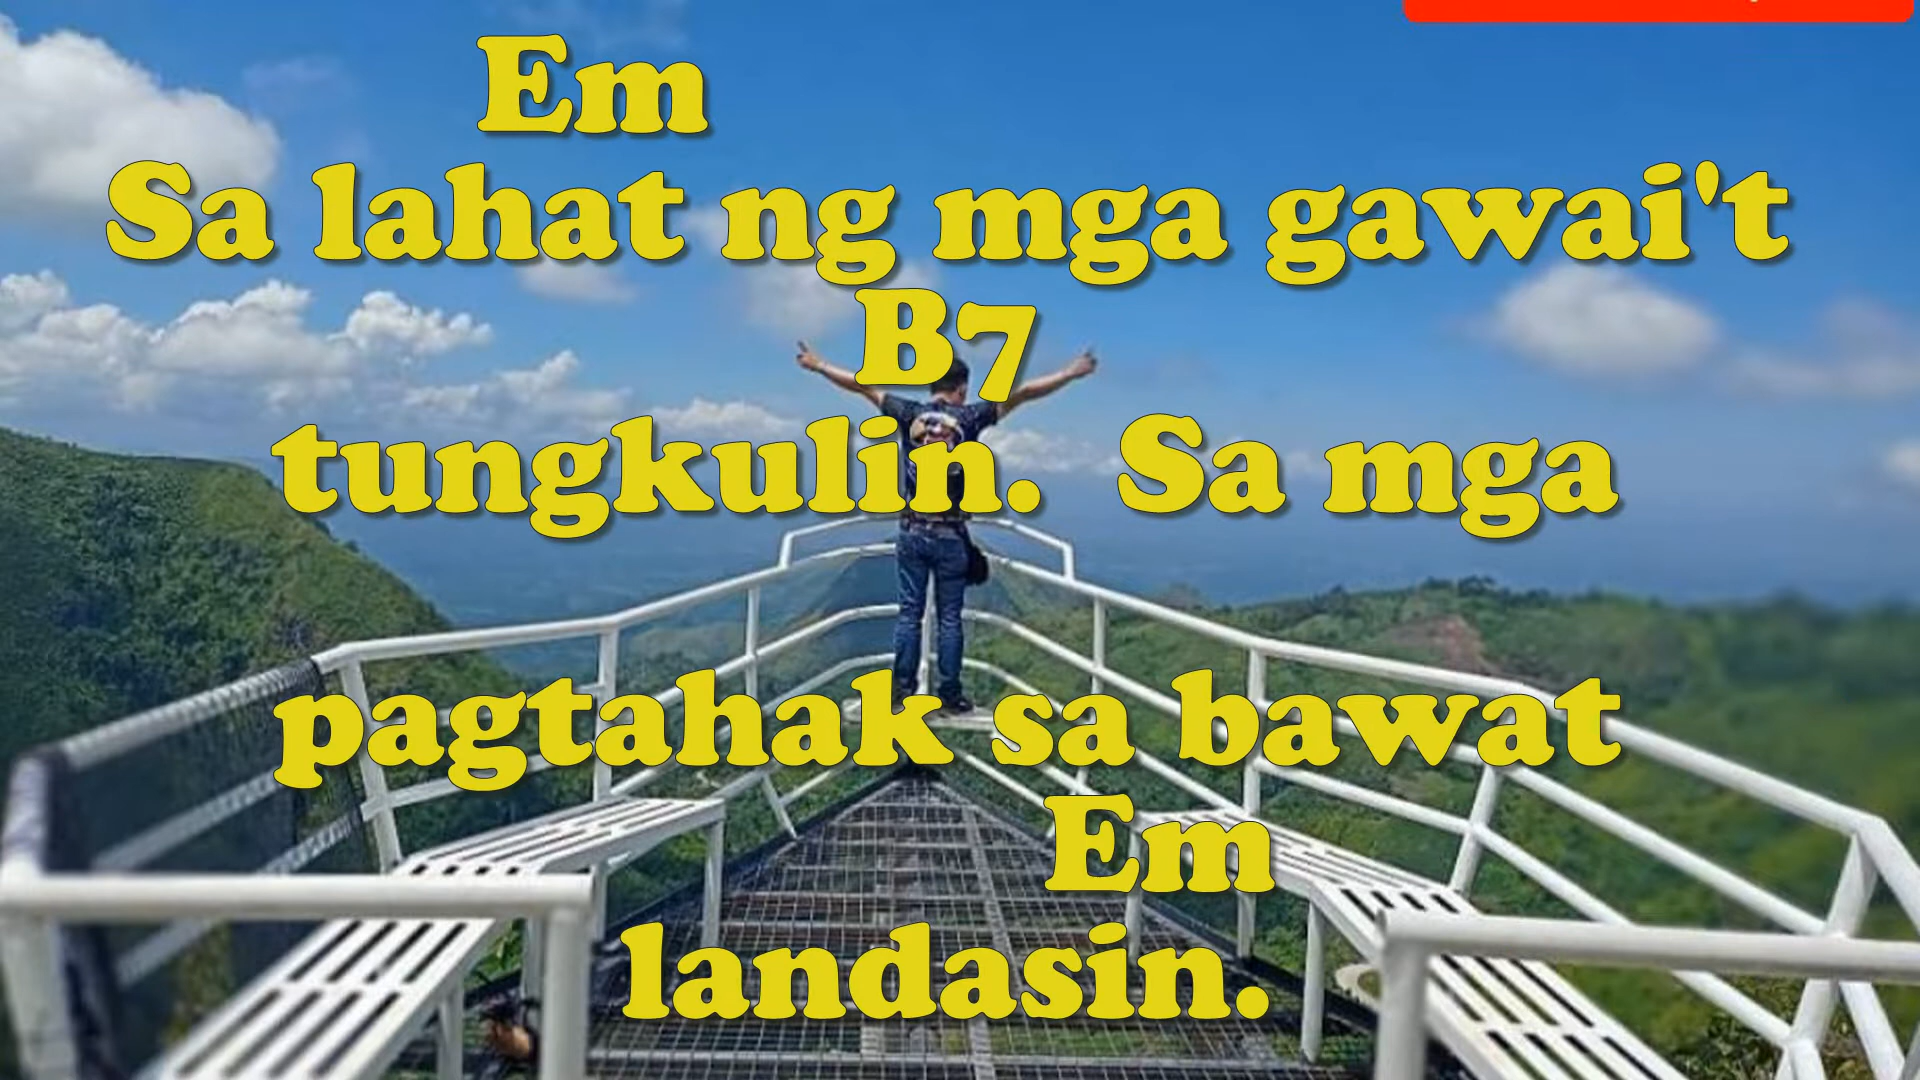 Em
Sa lahat ng mga gawai't
B7
tungkulin. Sa mga
pagtahak sa bawat
Em
landasin.